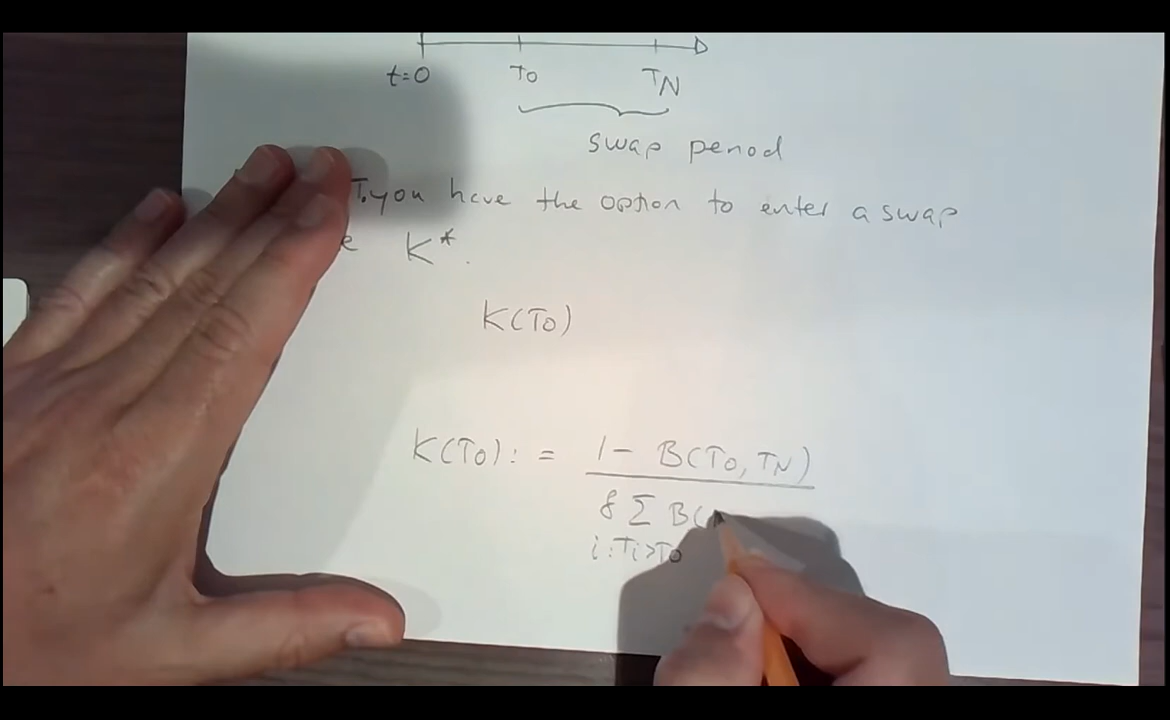 t=0 T0 TN
swap period
T. you have the option to enter a swap
K*.
K(T0)
K(T0) := 1 - B(T0, TN)
δ Σ B(
i:Ti>T0